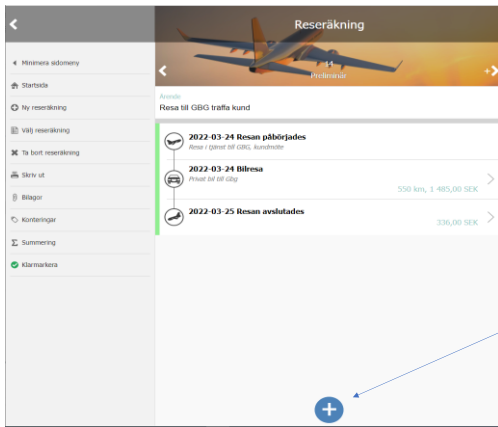 Reseräkning
Minimera sidomeny
Startsida
Ny reseräkning
Välj reseräkning
Ta bort reseräkning
Skriv ut
Bilagor
Konteringar
Summering
Klarmarkera
14
Preliminär
Ärende
Resa till GBG träffa kund
2022-03-24 Resan påbörjades
Resa i tjänst till GBG, kundmöte
2022-03-24 Bilresa
Privat bil till Gbg
550 km, 1 485,00 SEK
2022-03-25 Resan avslutades
336,00 SEK